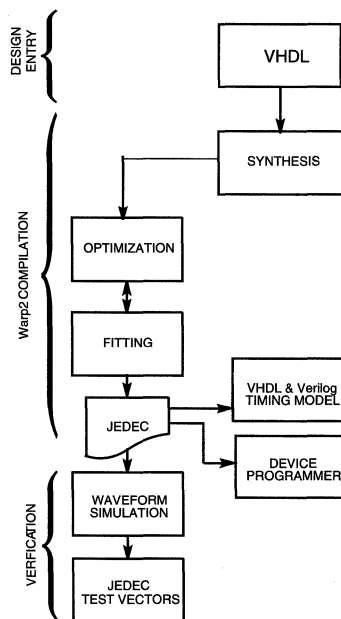 DESIGN
ENTRY
VHDL
SYNTHESIS
Warp2 COMPILATION
OPTIMIZATION
FITTING
JEDEC
VHDL & Verilog
TIMING MODEL
DEVICE
PROGRAMMER
VERFICATION
WAVEFORM
SIMULATION
JEDEC
TEST VECTORS